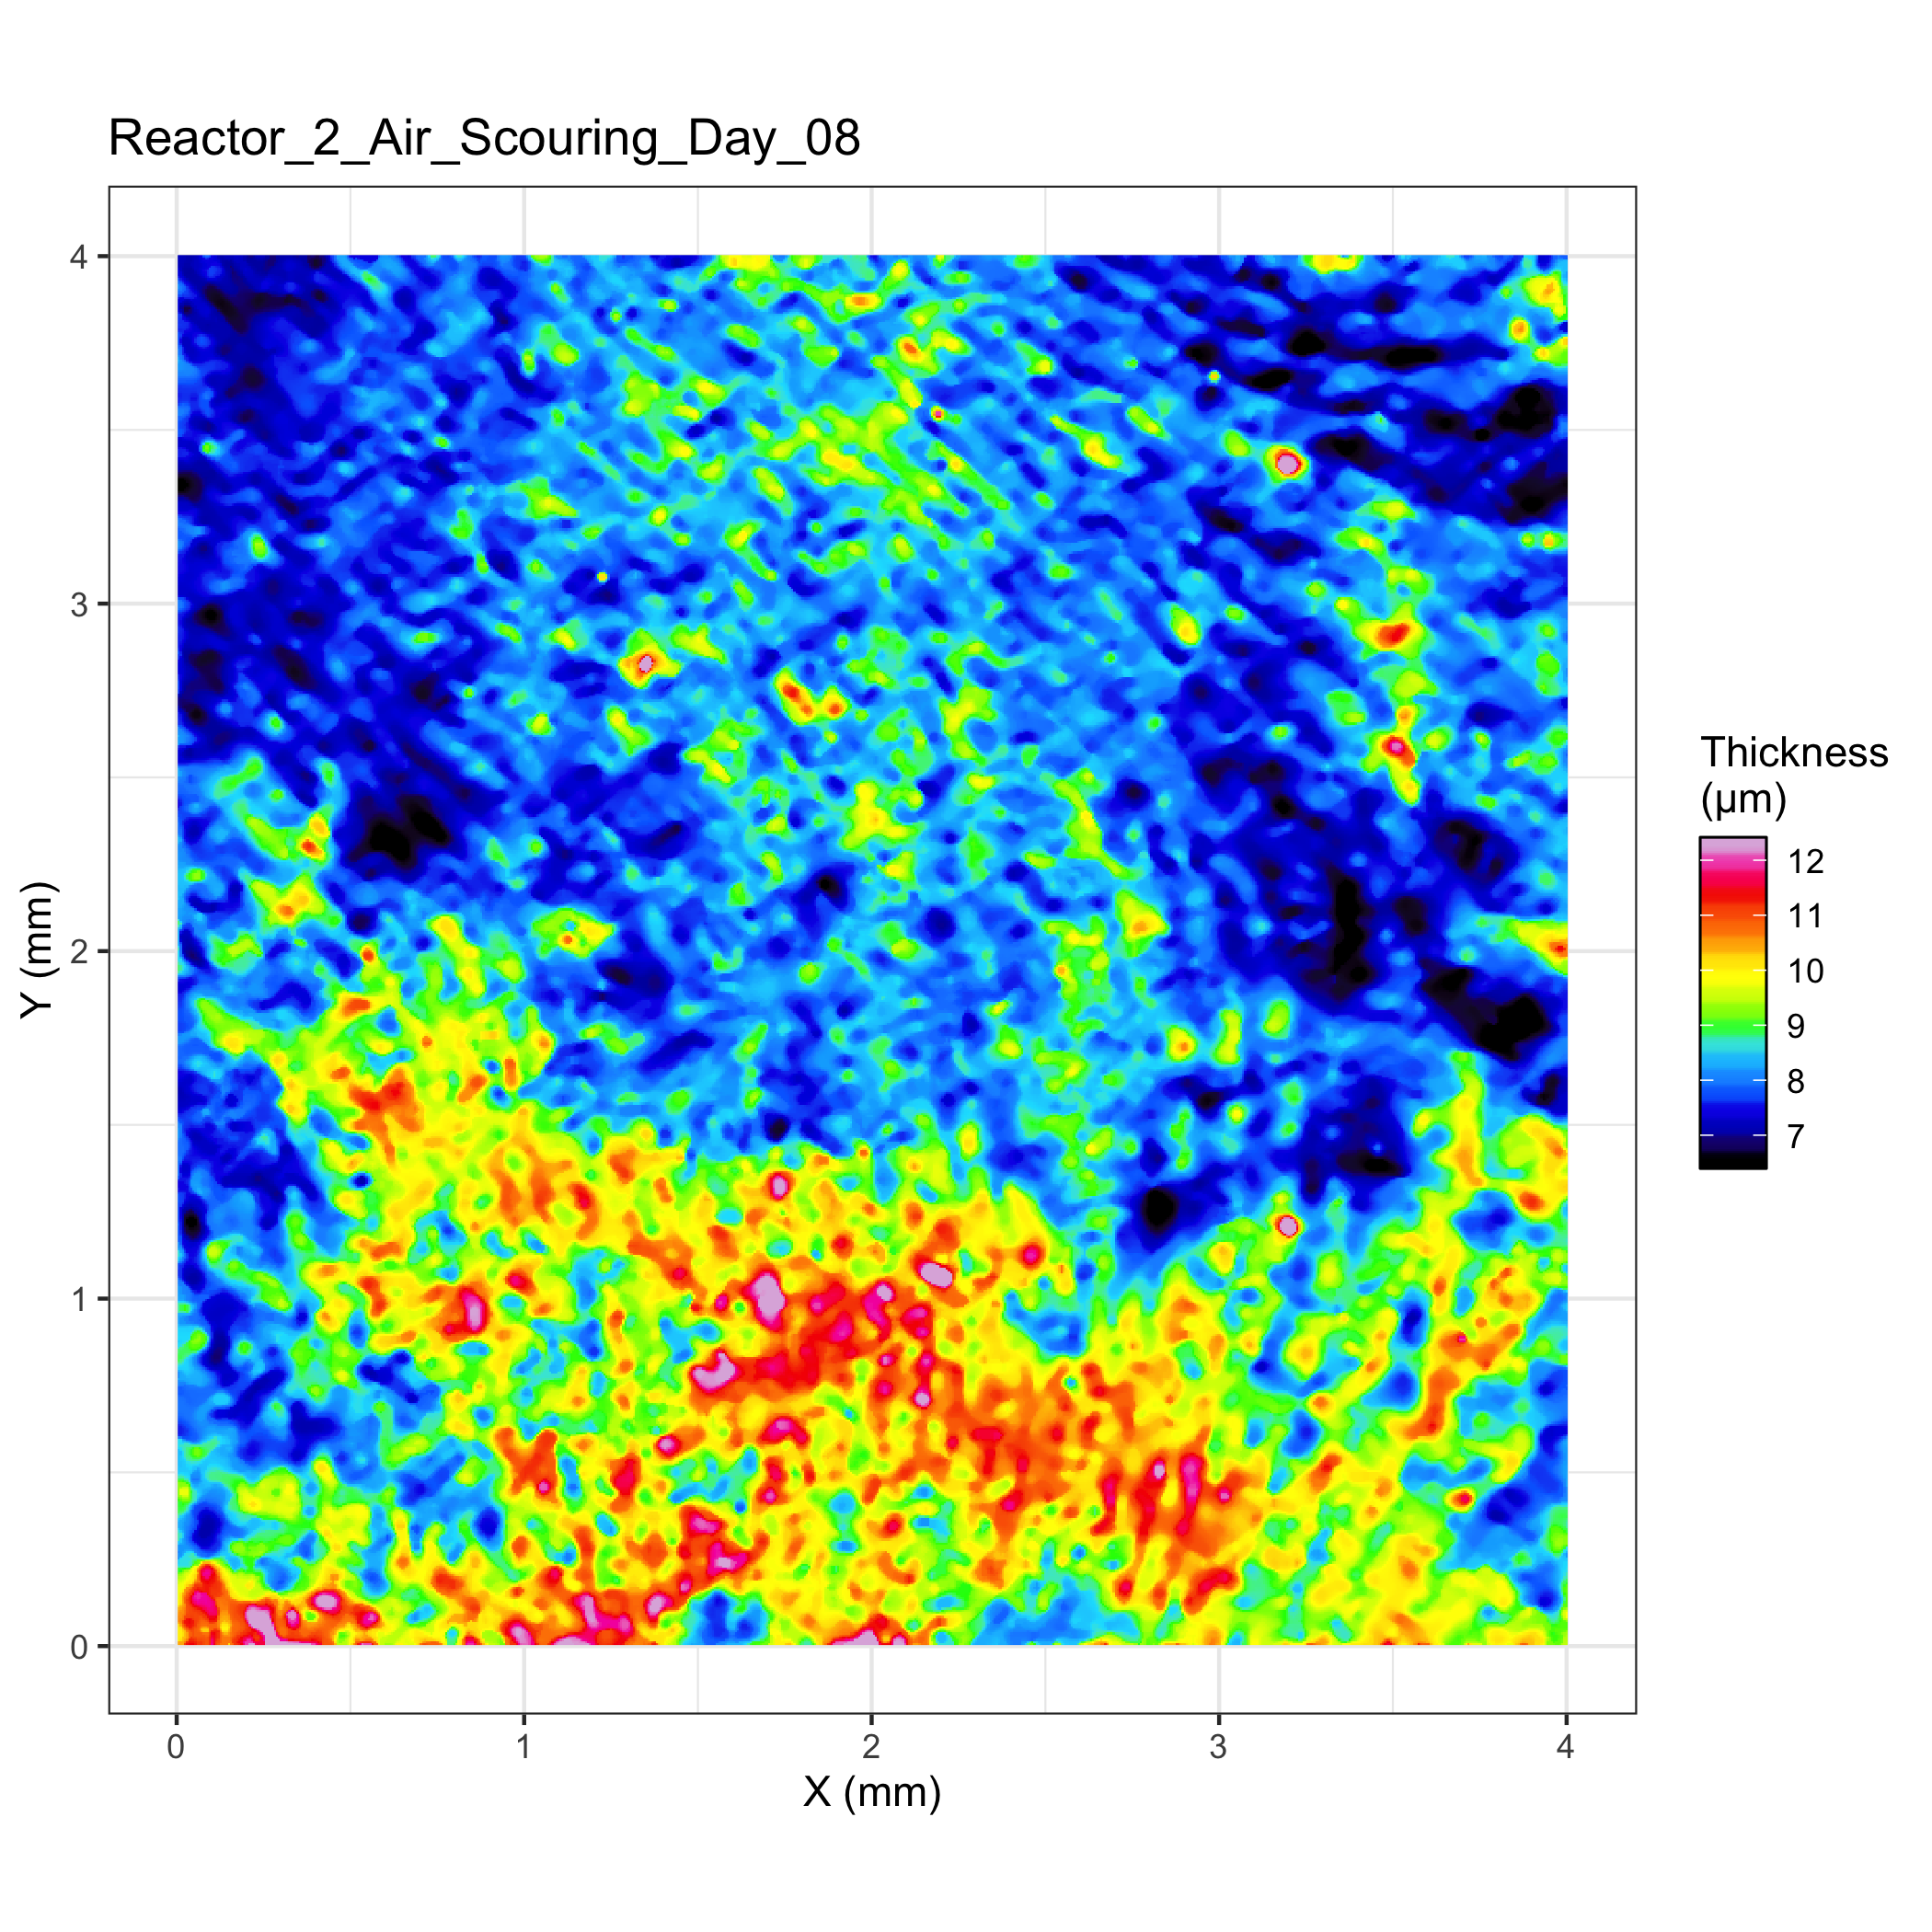 Reactor_2_Air_Scouring_Day_08
4
3
2
1
0
Y (mm)
0 1 2 3 4
X (mm)
Thickness
(µm)
12
11
10
9
8
7